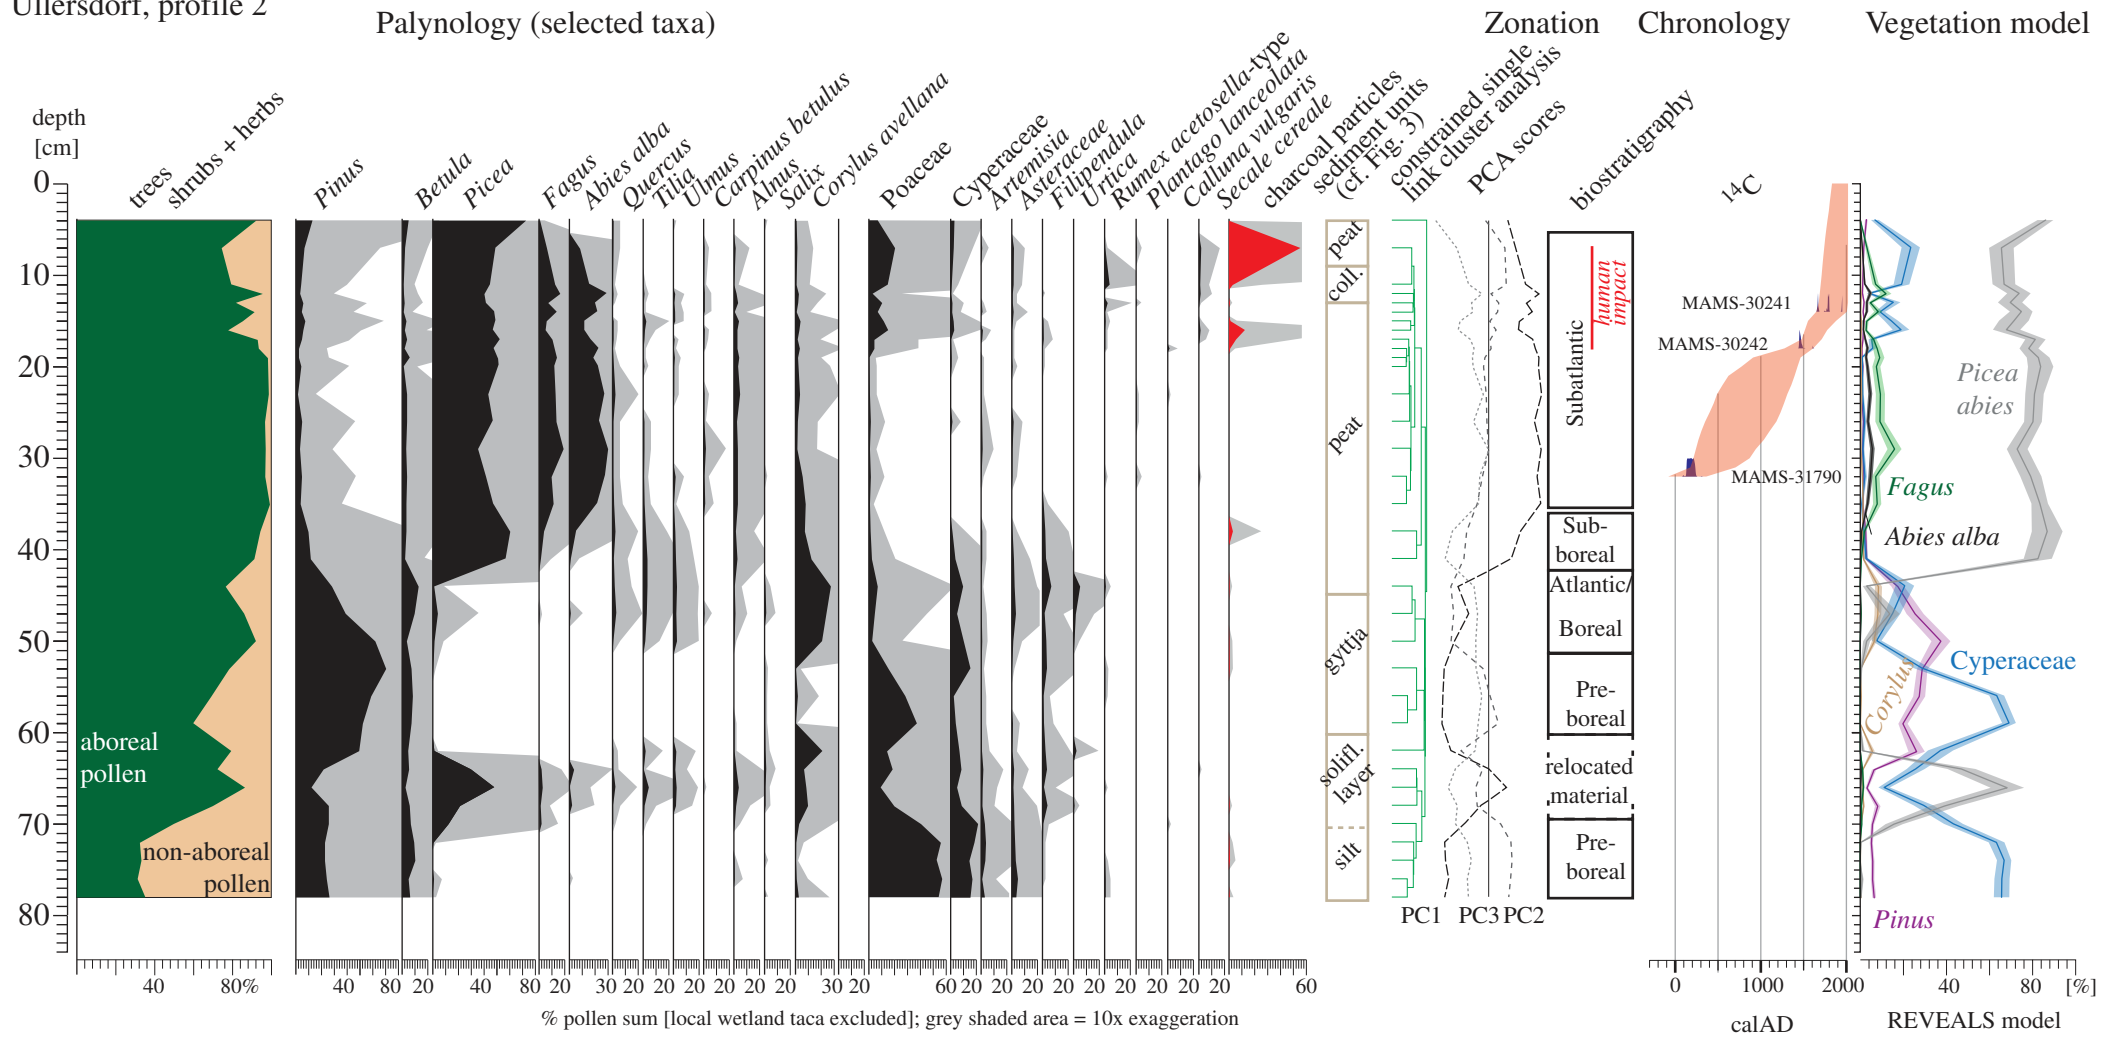 Ullersdorf, profile 2
Palynology (selected taxa)
Zonation
Chronology
Vegetation model
depth
[cm]
trees
shrubs + herbs
Pinus
Betula
Picea
Fagus
Abies alba
Quercus
Tilia
Ulmus
Carpinus betulus
Alnus
Salix
Corylus avellana
Poaceae
Cyperaceae
Artemisia
Asteraceae
Filipendula
Urtica
Rumex acetosella-type
Plantago lanceolata
Calluna vulgaris
Secale cereale
charcoal particles
sediment units
(cf. Fig. 3)
constrained single
link cluster analysis
PCA scores
biostratigraphy
14C
0
10
20
30
40
50
60
70
80
aboreal
pollen
non-aboreal
pollen
peat
coll.
peat
gyttja
solifl.
layer
silt
PC1
PC3
PC2
Subatlantic
human
impact
Sub-
boreal
Atlantic/
Boreal
Pre-
boreal
relocated
material
Pre-
boreal
MAMS-30241
MAMS-30242
MAMS-31790
Picea
abies
Fagus
Abies alba
Cyperaceae
Corylus
Pinus
40 80% 40 80 20 40 80 20 30 20 20 20 20 20 20 30 20 60 20 20 20 20 20 20 20 20 20 60 0 1000 2000 40 80 [%]
% pollen sum [local wetland taca excluded]; grey shaded area = 10x exaggeration
calAD
REVEALS model